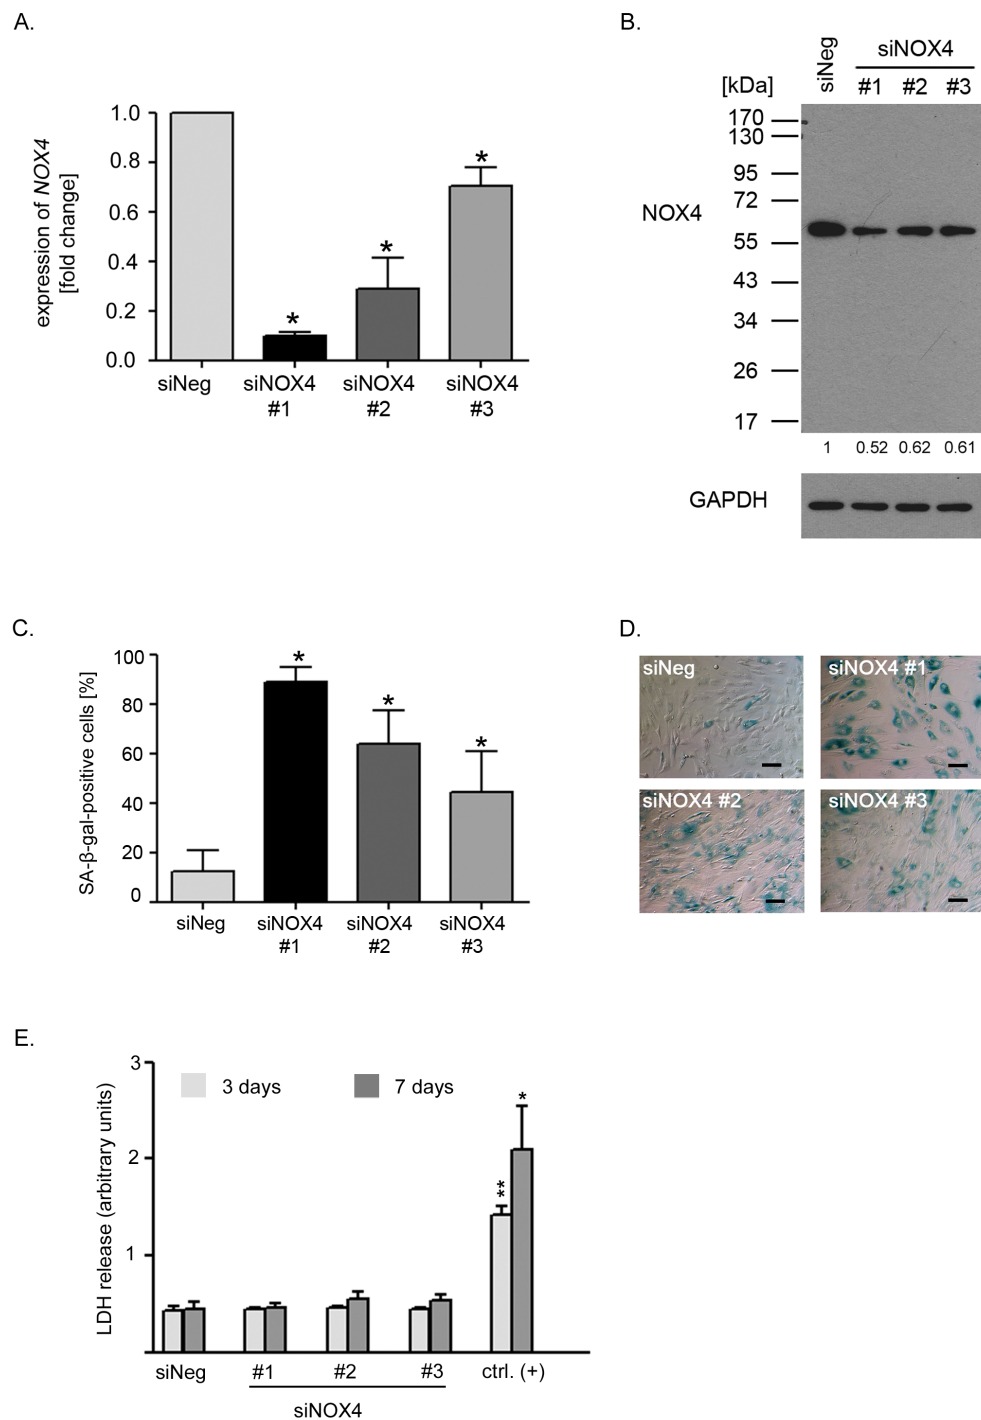 A.
expression of NOX4
[fold change]
1.0
0.8
0.6
0.4
0.2
0.0
*
*
*
siNeg
siNOX4
#1
siNOX4
#2
siNOX4
#3
B.
siNeg
siNOX4
[kDa]
#1 #2 #3
170
130
95
72
NOX4
55
43
34
26
17
1 0.52 0.62 0.61
GAPDH
C.
SA-β-gal-positive cells [%]
100
80
60
40
20
0
*
*
*
siNeg
siNOX4
#1
siNOX4
#2
siNOX4
#3
D.
siNeg
siNOX4 #1
siNOX4 #2
siNOX4 #3
E.
LDH release (arbitrary units)
3
2
1
3 days
7 days
**
*
siNeg #1 #2 #3 ctrl. (+)
siNOX4